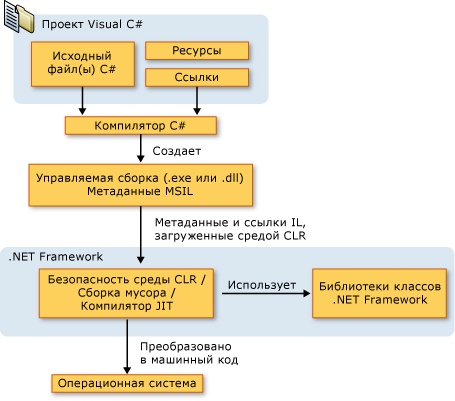 Проект Visual C#
Исходный
файл(ы) C#
Ресурсы
Ссылки
Компилятор C#
Создает
Управляемая сборка (.exe или .dll)
Метаданные MSIL
Метаданные и ссылки IL,
загруженные средой CLR
.NET Framework
Безопасность среды CLR /
Сборка мусора /
Компилятор JIT
Использует
Библиотеки классов
.NET Framework
Преобразовано
в машинный код
Операционная система